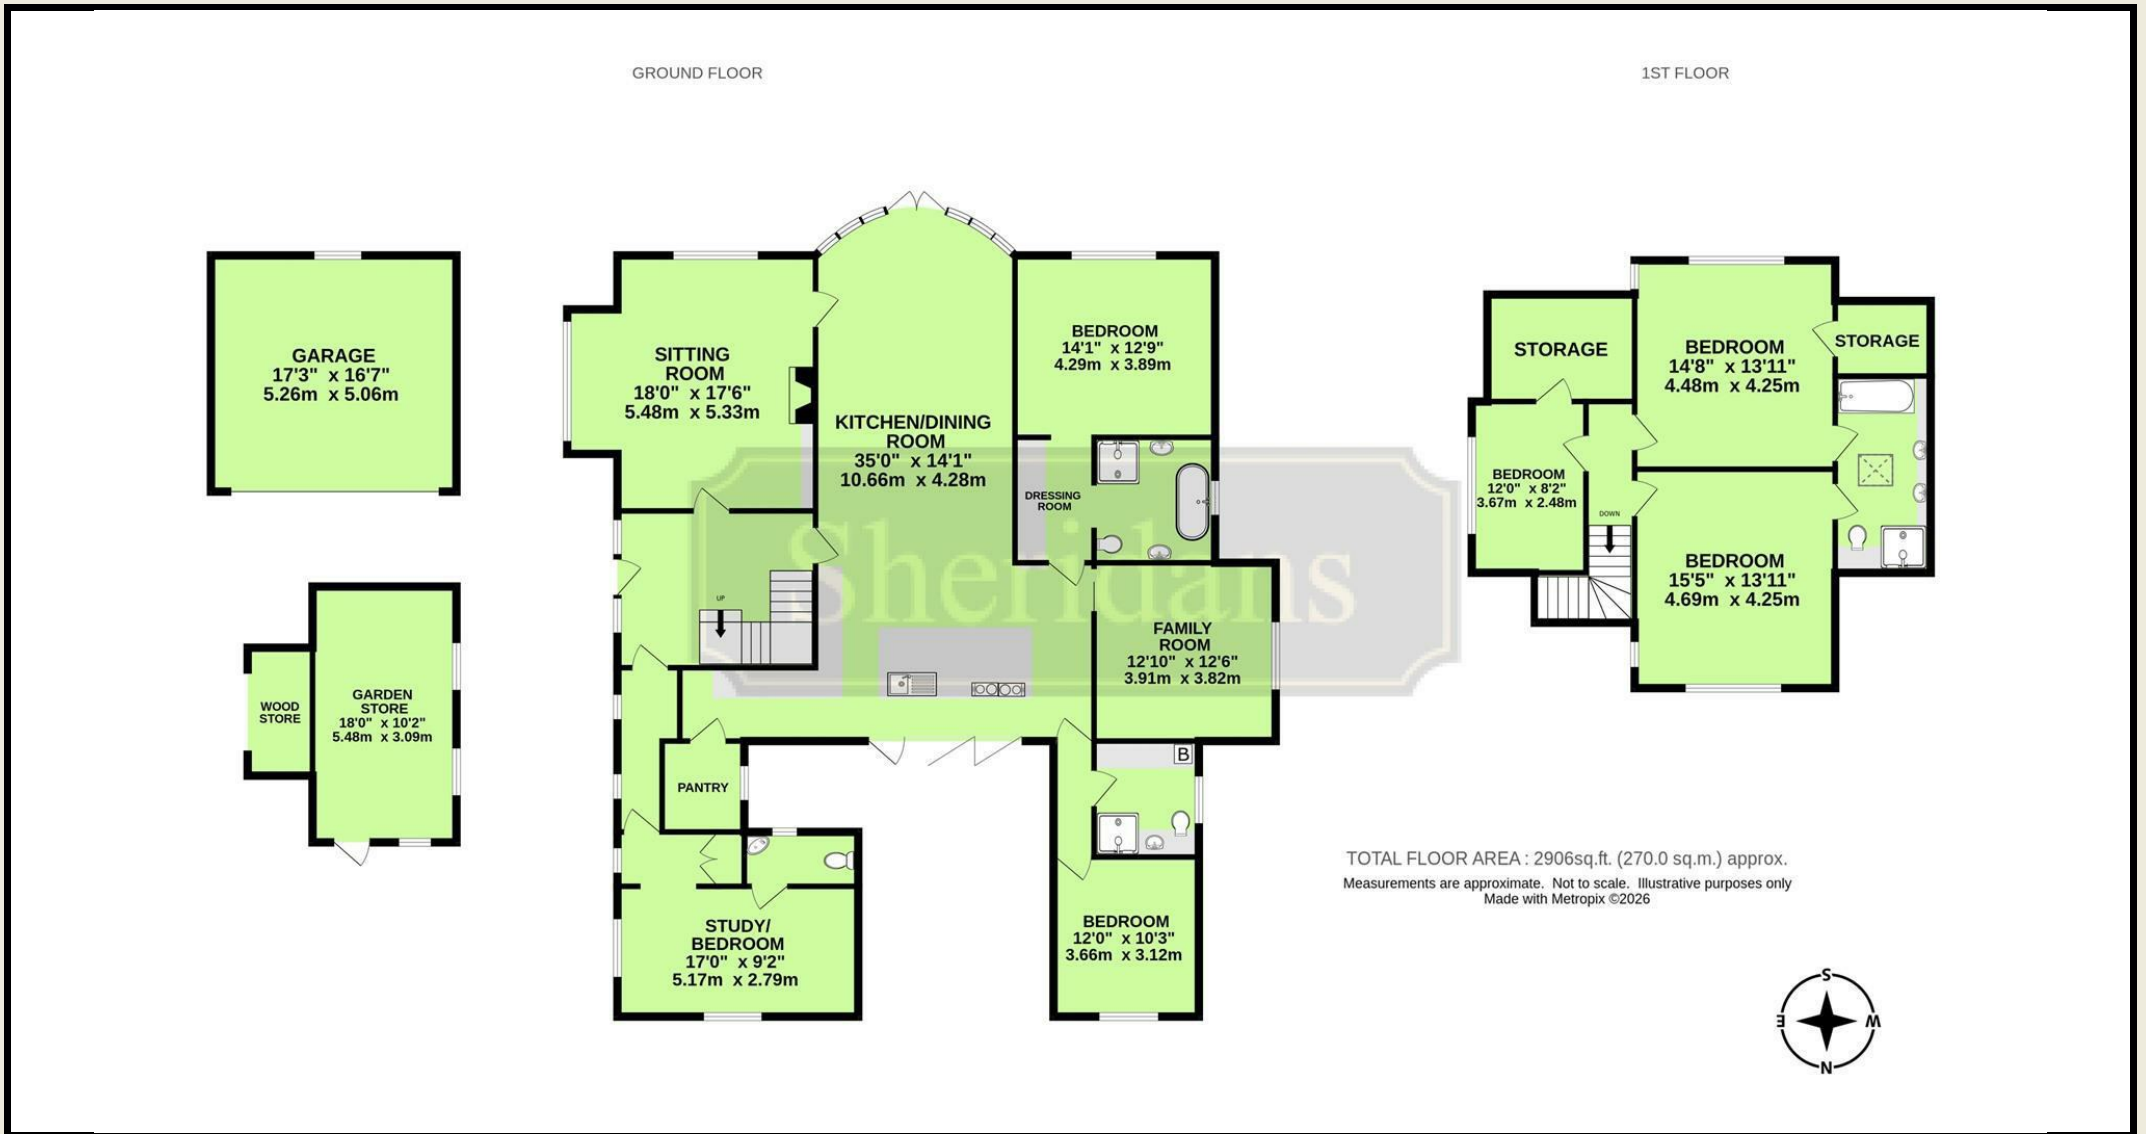 GROUND FLOOR
1ST FLOOR
GARAGE
17'3" x 16'7"
5.26m x 5.06m
SITTING
ROOM
18'0" x 17'6"
5.48m x 5.33m
KITCHEN/DINING
ROOM
35'0" x 14'1"
10.66m x 4.28m
BEDROOM
14'1" x 12'9"
4.29m x 3.89m
DRESSING
ROOM
UP
FAMILY
ROOM
12'10" x 12'6"
3.91m x 3.82m
Sheridans
WOOD
STORE
GARDEN
STORE
18'0" x 10'2"
5.48m x 3.09m
PANTRY
B
STUDY/
BEDROOM
17'0" x 9'2"
5.17m x 2.79m
BEDROOM
12'0" x 10'3"
3.66m x 3.12m
STORAGE
BEDROOM
14'8" x 13'11"
4.48m x 4.25m
STORAGE
BEDROOM
12'0" x 8'2"
3.67m x 2.48m
DOWN
BEDROOM
15'5" x 13'11"
4.69m x 4.25m
TOTAL FLOOR AREA : 2906sq.ft. (270.0 sq.m.) approx.
Measurements are approximate. Not to scale. Illustrative purposes only
Made with Metropix ©2026
S
E
W
N